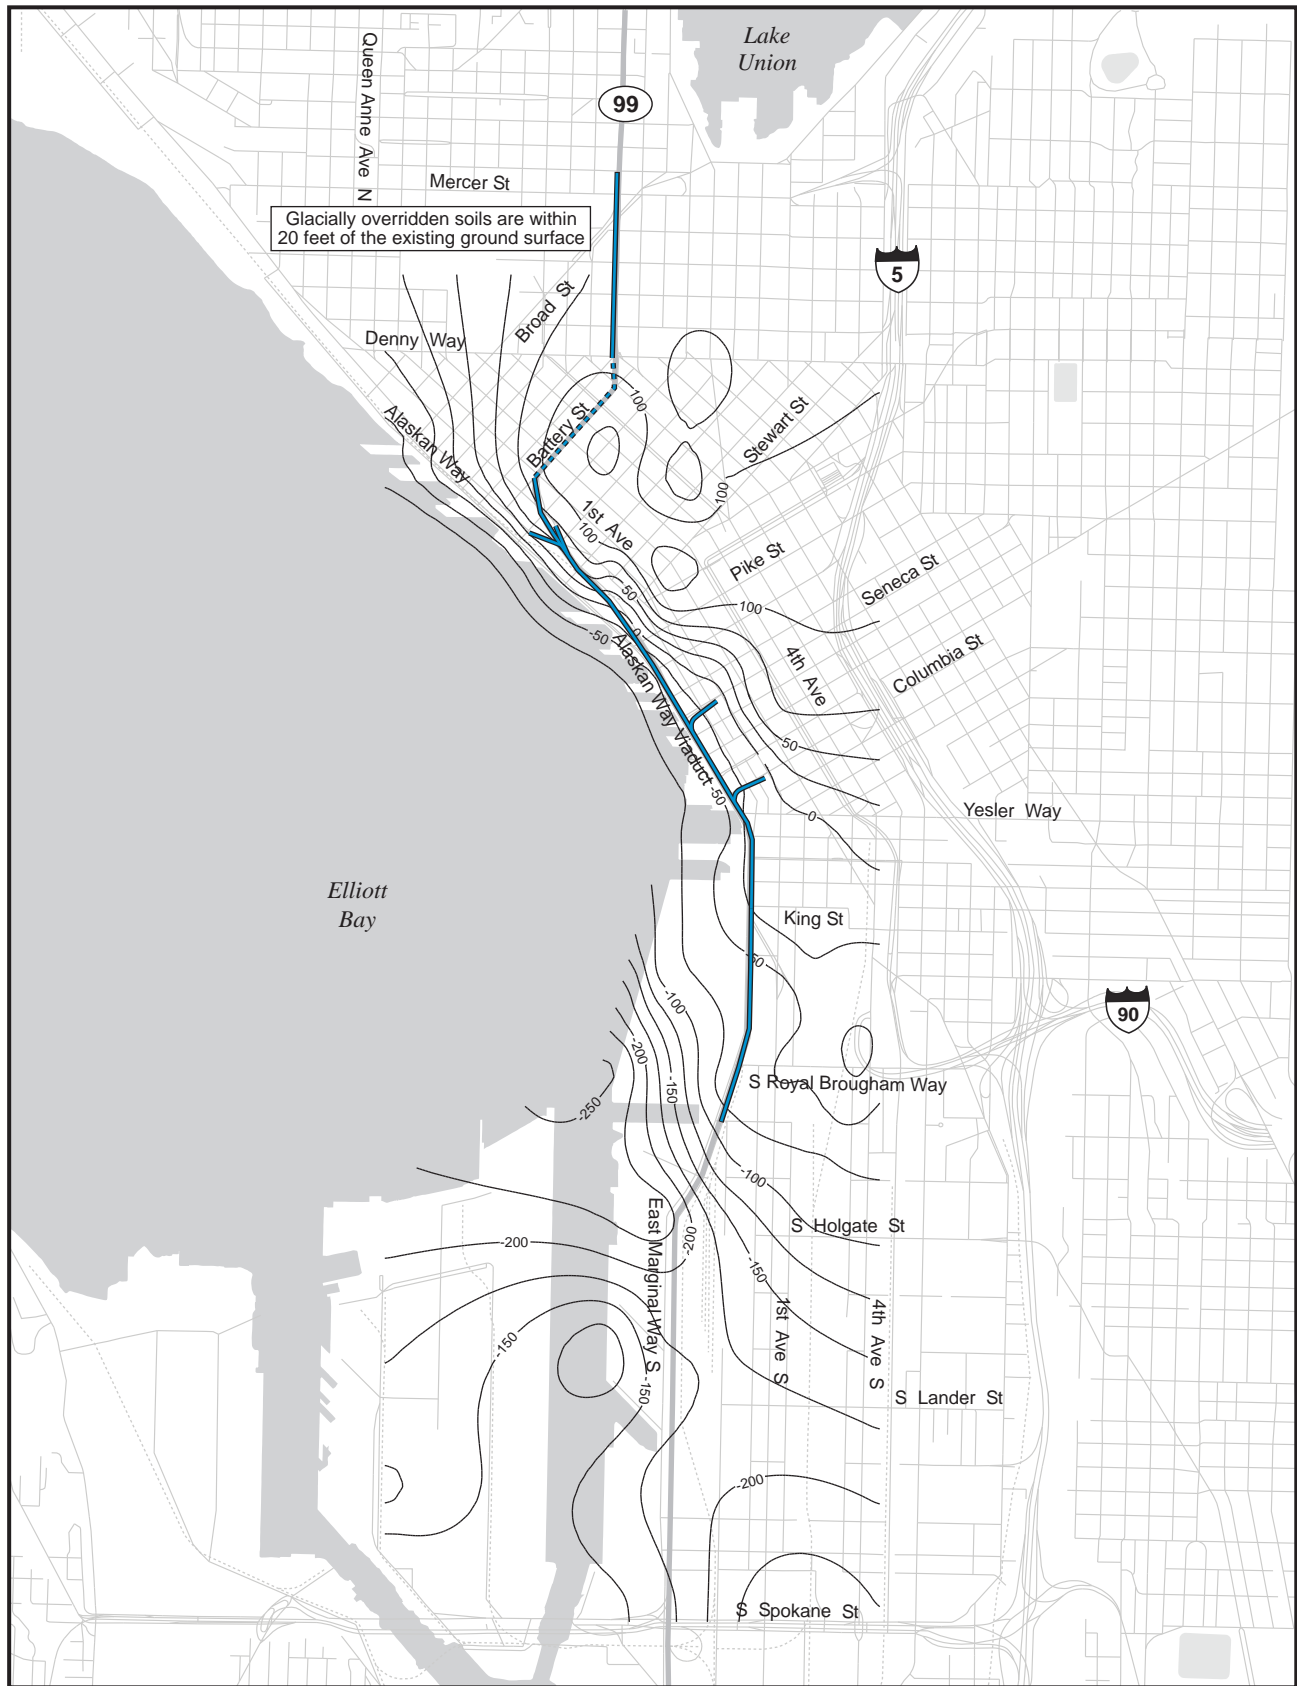 Lake
Union
Queen Anne Ave N
99
Mercer St
Glacially overridden soils are within
20 feet of the existing ground surface
5
Broad St
Denny Way
100
Alaskan Way
Battery St
Stewart St
100
1st Ave
100
Pike St
Seneca St
50
100
0
-50
Alaskan Way Viaduct
4th Ave
Columbia St
50
-50
0
Yesler Way
Elliott
Bay
King St
-50
-100
90
-200
-150
S Royal Brougham Way
-250
-100
East Marginal Way S
S Holgate St
-200
-200
-150
1st Ave S
4th Ave S
-150
-150
S Lander St
-200
S Spokane St